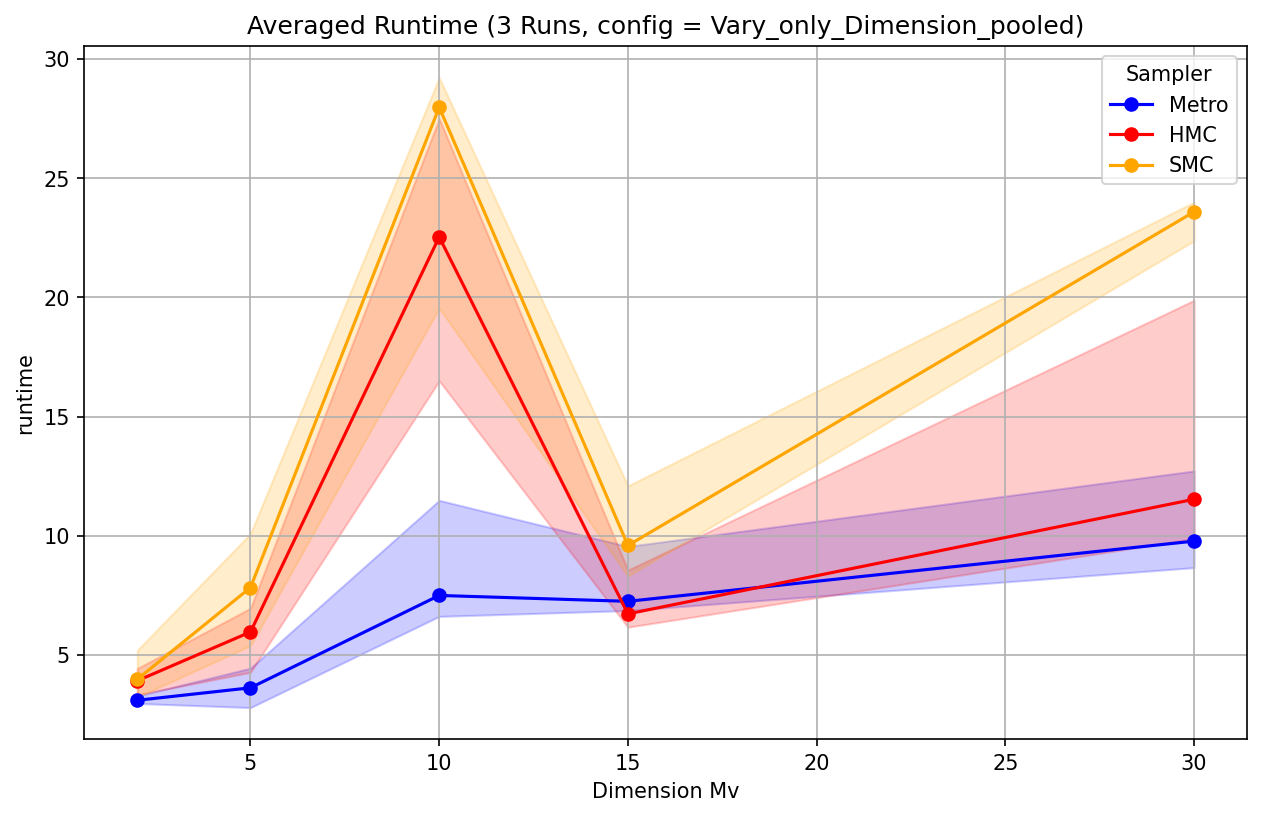 Averaged Runtime (3 Runs, config = Vary_only_Dimension_pooled)
30
25
20
15
10
5
runtime
Sampler
Metro
HMC
SMC
5 10 15 20 25 30
Dimension Mv